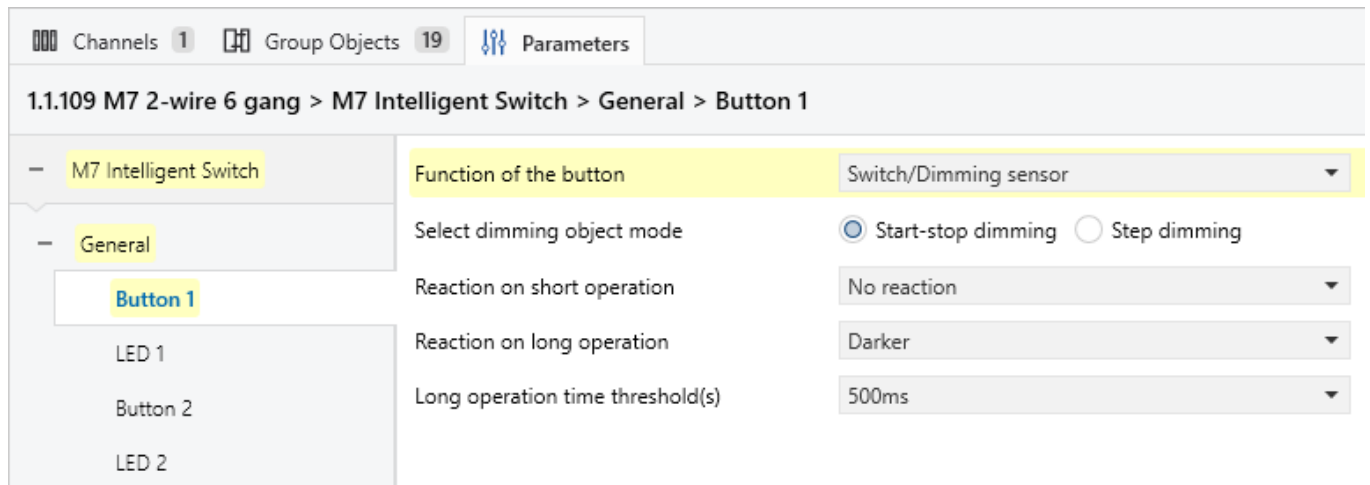 Channels 1 Group Objects 19 Parameters
1.1.109 M7 2-wire 6 gang > M7 Intelligent Switch > General > Button 1
M7 Intelligent Switch
General
Button 1
LED 1
Button 2
LED 2
Function of the button Switch/Dimming sensor
Select dimming object mode Start-stop dimming Step dimming
Reaction on short operation No reaction
Reaction on long operation Darker
Long operation time threshold(s) 500ms